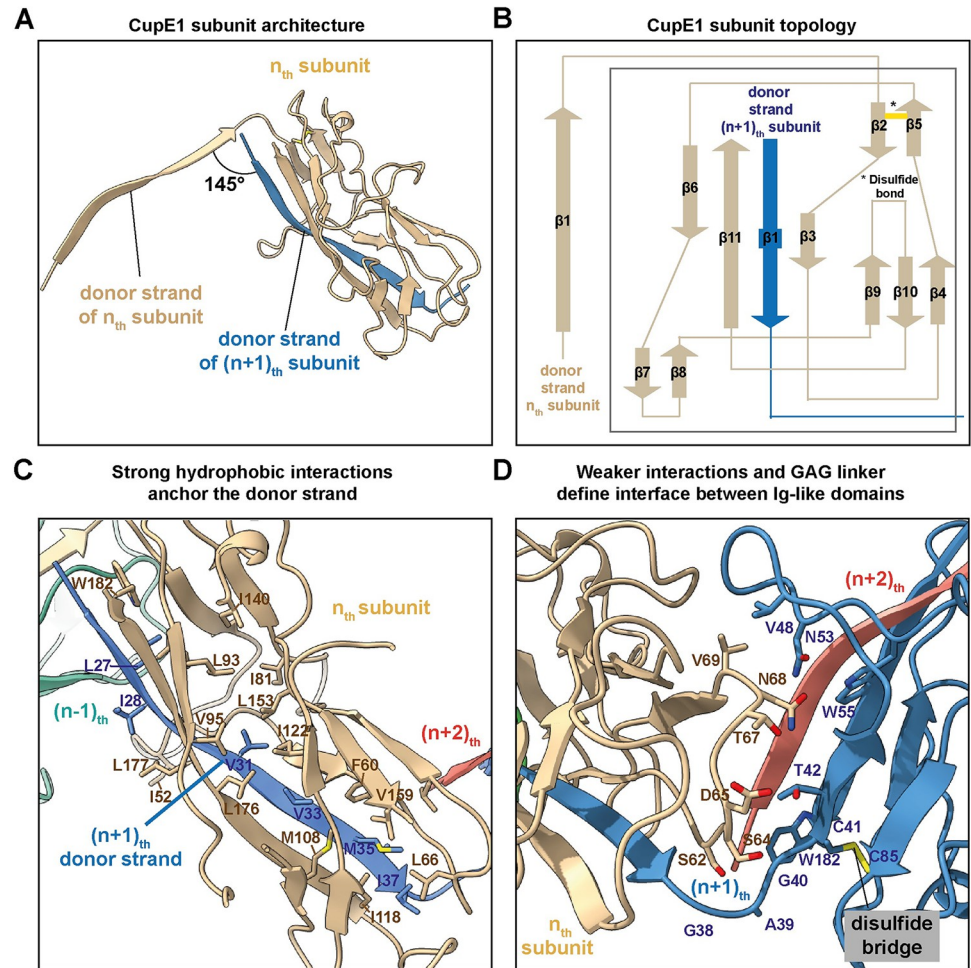 A
CupE1 subunit architecture
nth subunit
145°
donor strand
of nth subunit
donor strand
of (n+1)th subunit
B
CupE1 subunit topology
donor
strand
(n+1)th subunit
*
β2
β5
* Disulfide
bond
β6
β1
β11
β1
β3
β9
β10
β4
β7
β8
donor
strand
nth subunit
C
Strong hydrophobic interactions
anchor the donor strand
W182
I140
nth subunit
L27
L93
I81
I28
L153
(n-1)th
V95
I122
(n+2)th
L177
V31
F60
I52
V159
L176
V33
(n+1)th
donor strand
M108
M35
L66
I37
I118
D
Weaker interactions and GAG linker
define interface between Ig-like domains
(n+2)th
V48
N53
V69
N68
W55
T67
T42
D65
C41
S64
S62
W182
C85
(n+1)th
G40
G38
A39
nth
subunit
disulfide
bridge